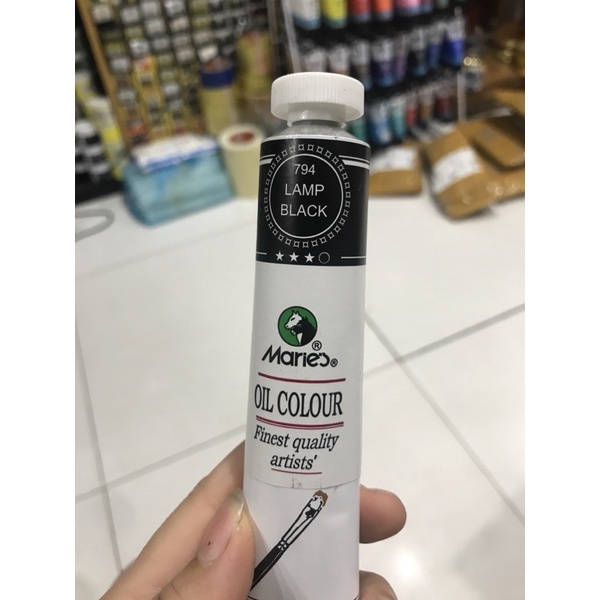 794
LAMP
BLACK
★★★○
Marie's®
®
OIL COLOUR
Finest quality
artists'